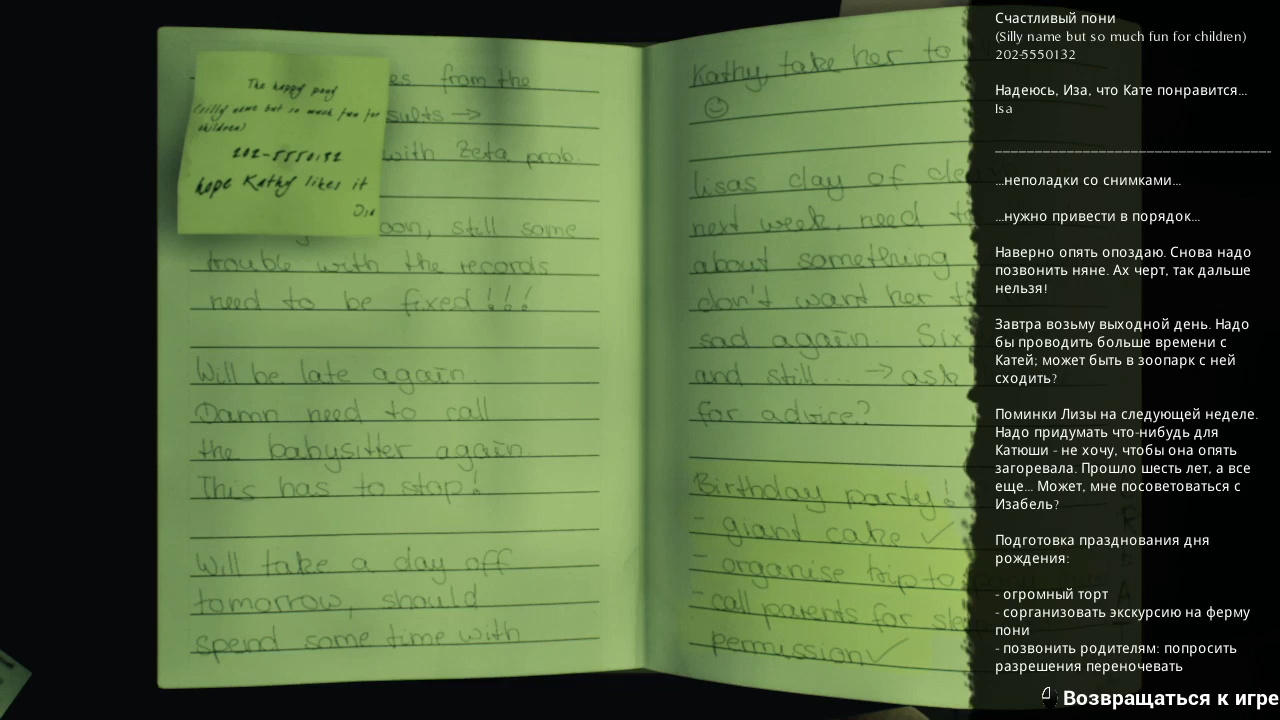 The happy pony
(silly name but so much fun for
children)
202-5550132
hope Kathy likes it
Isa
from the
with Zeta prob.
soon, still some
trouble with the records
need to be fixed!!!
Will be late again.
Damn need to call
the babysitter again.
This has to stop!
Will take a day off
tomorrow, should
spend some time with
Kathy, take her to
☺
lisas day of
next week, need to
about something
don't want her to
sad again. Six
and still ... -> ask
for advice?
Birthday party!
- giant cake ✓
- organise trip to
- call parents for
permission ✓
Счастливый пони
(Silly name but so much fun for children)
202-5550132
Надеюсь, Иза, что Кате понравится...
Isa
...неполадки со снимками...
...нужно привести в порядок...
Наверно опять опоздаю. Снова надо
позвонить няне. Ах черт, так дальше
нельзя!
Завтра возьму выходной день. Надо
бы проводить больше времени с
Катей; может быть в зоопарк с ней
сходить?
Поминки Лизы на следующей неделе.
Надо придумать что-нибудь для
Катюши - не хочу, чтобы она опять
загоревала. Прошло шесть лет, а все
еще... Может, мне посоветоваться с
Изабель?
Подготовка празднования дня
рождения:
- огромный торт
- сорганизовать экскурсию на ферму
пони
- позвонить родителям: попросить
разрешения переночевать
Возвращаться к игре